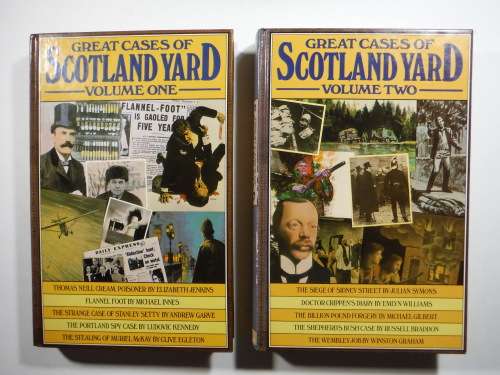 GREAT CASES OF
SCOTLAND YARD
VOLUME ONE
FLANNEL-FOOT"
IS GAOLED FOR
FIVE YEARS
DAILY EXPRESS
THOMAS NEILL CREAM, POISONER BY ELIZABETH JENKINS
FLANNEL FOOT BY MICHAEL INNES
THE STRANGE CASE OF STANLEY SETTY BY ANDREW GARVE
THE PORTLAND SPY CASE BY LUDOVIC KENNEDY
THE STEALING OF MURIEL McKAY BY CLIVE EGLETON
GREAT CASES OF
SCOTLAND YARD
VOLUME TWO
THE SIEGE OF SIDNEY STREET BY JULIAN SYMONS
DOCTOR CRIPPEN'S DIARY BY EMLYN WILLIAMS
THE BILLION POUND FORGERY BY MICHAEL GILBERT
THE SHEPHERD'S BUSH CASE BY RUSSELL BRADDON
THE WEMBLEY JOB BY WINSTON GRAHAM